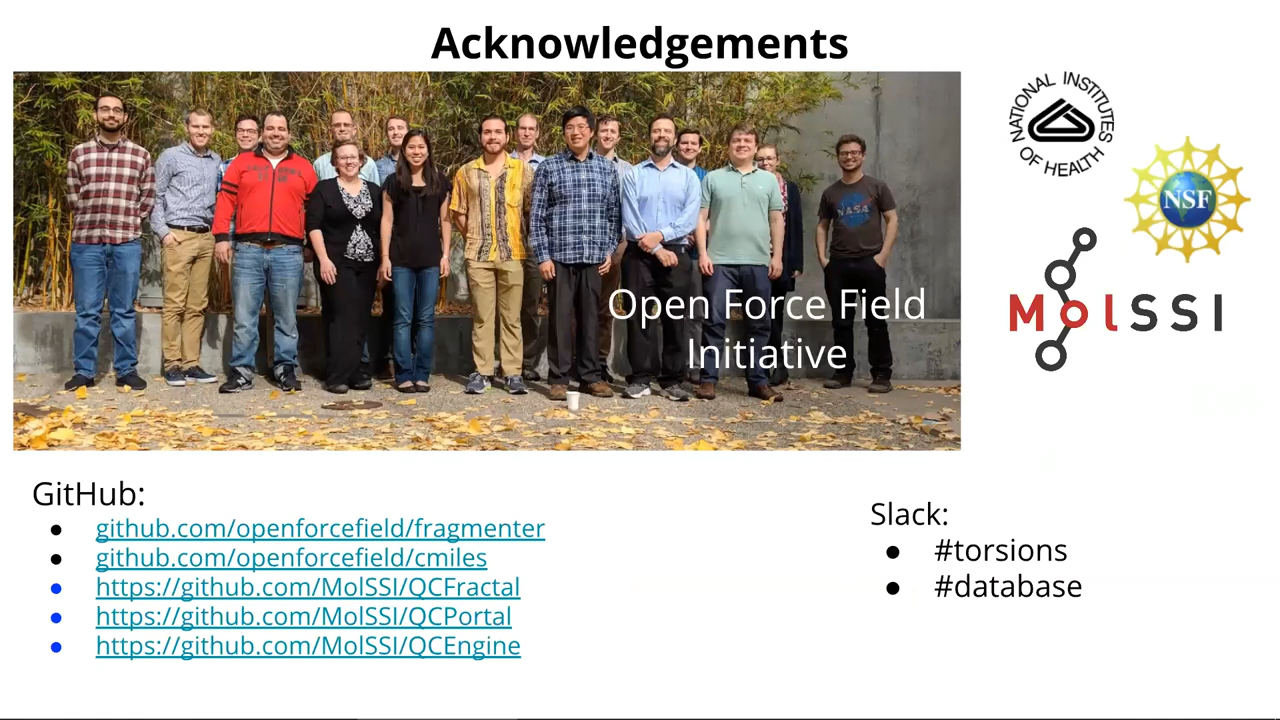 Acknowledgements
NATIONAL INSTITUTES
OF HEALTH
NSF
MolSSI
NASA
Open Force Field
Initiative
GitHub:
● github.com/openforcefield/fragmenter
● github.com/openforcefield/cmiles
● https://github.com/MolSSI/QCFractal
● https://github.com/MolSSI/QCPortal
● https://github.com/MolSSI/QCEngine
Slack:
● #torsions
● #database